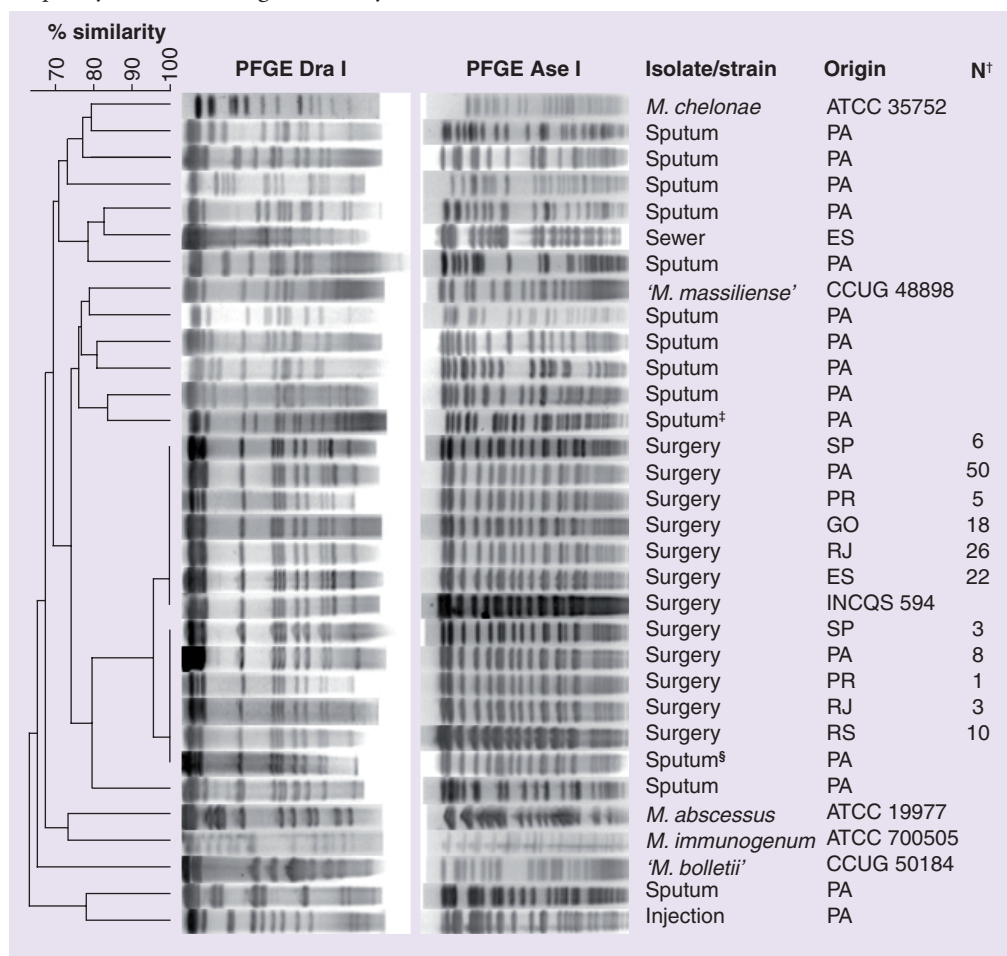 % similarity
70 80 90 100
PFGE Dra I PFGE Ase I Isolate/strain Origin N†
M. chelonae ATCC 35752
Sputum PA
Sputum PA
Sputum PA
Sputum PA
Sewer ES
Sputum PA
‘M. massiliense’ CCUG 48898
Sputum PA
Sputum PA
Sputum PA
Sputum PA
Sputum‡ PA
Surgery SP 6
Surgery PA 50
Surgery PR 5
Surgery GO 18
Surgery RJ 26
Surgery ES 22
Surgery INCQS 594
Surgery SP 3
Surgery PA 8
Surgery PR 1
Surgery RJ 3
Surgery RS 10
Sputum§ PA
Sputum PA
M. abscessus ATCC 19977
M. immunogenum ATCC 700505
‘M. bolletii’ CCUG 50184
Sputum PA
Injection PA